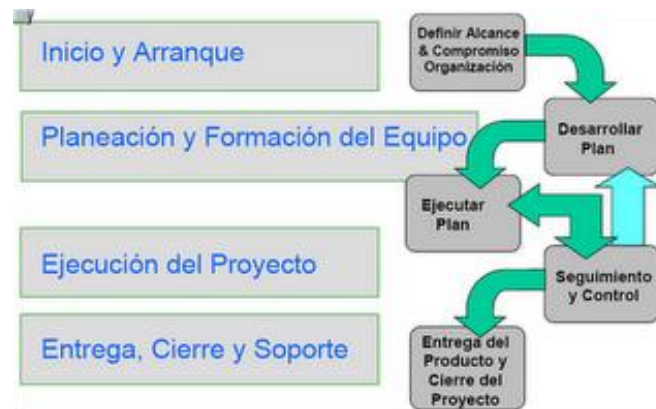 Inicio y Arranque
Definir Alcance
& Compromiso
Organización
Planeación y Formación del Equipo
Desarrollar
Plan
Ejecutar
Plan
Ejecución del Proyecto
Seguimiento
y Control
Entrega, Cierre y Soporte
Entrega del
Producto y
Cierre del
Proyecto